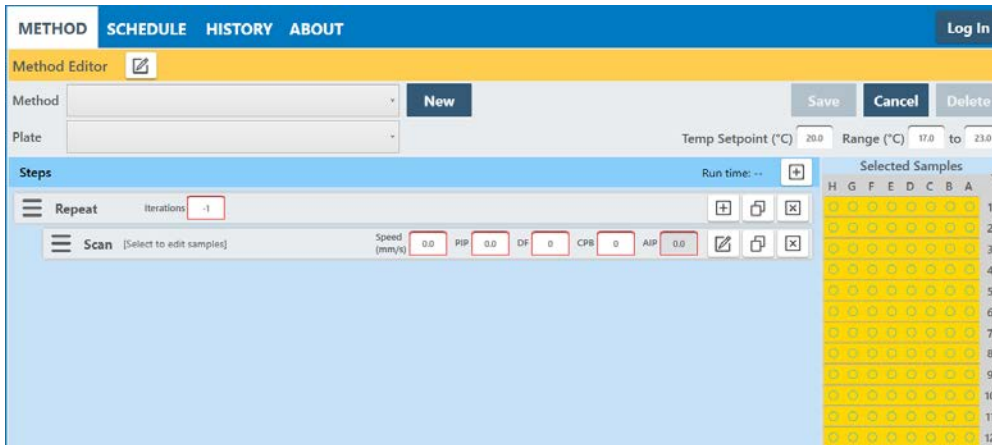 METHOD SCHEDULE HISTORY ABOUT Log In
Method Editor
Method New Save Cancel Delete
Plate Temp Setpoint (°C) 20.0 Range (°C) 17.0 to 23.0
Steps Run time: -- Selected Samples
H G F E D C B A
Repeat Iterations -1
1
2
Scan [Select to edit samples] Speed (mm/s) 0.0 PIP 0.0 DF 0 CPB 0 AIP 0.0
3
4
5
6
7
8
9
10
11
12